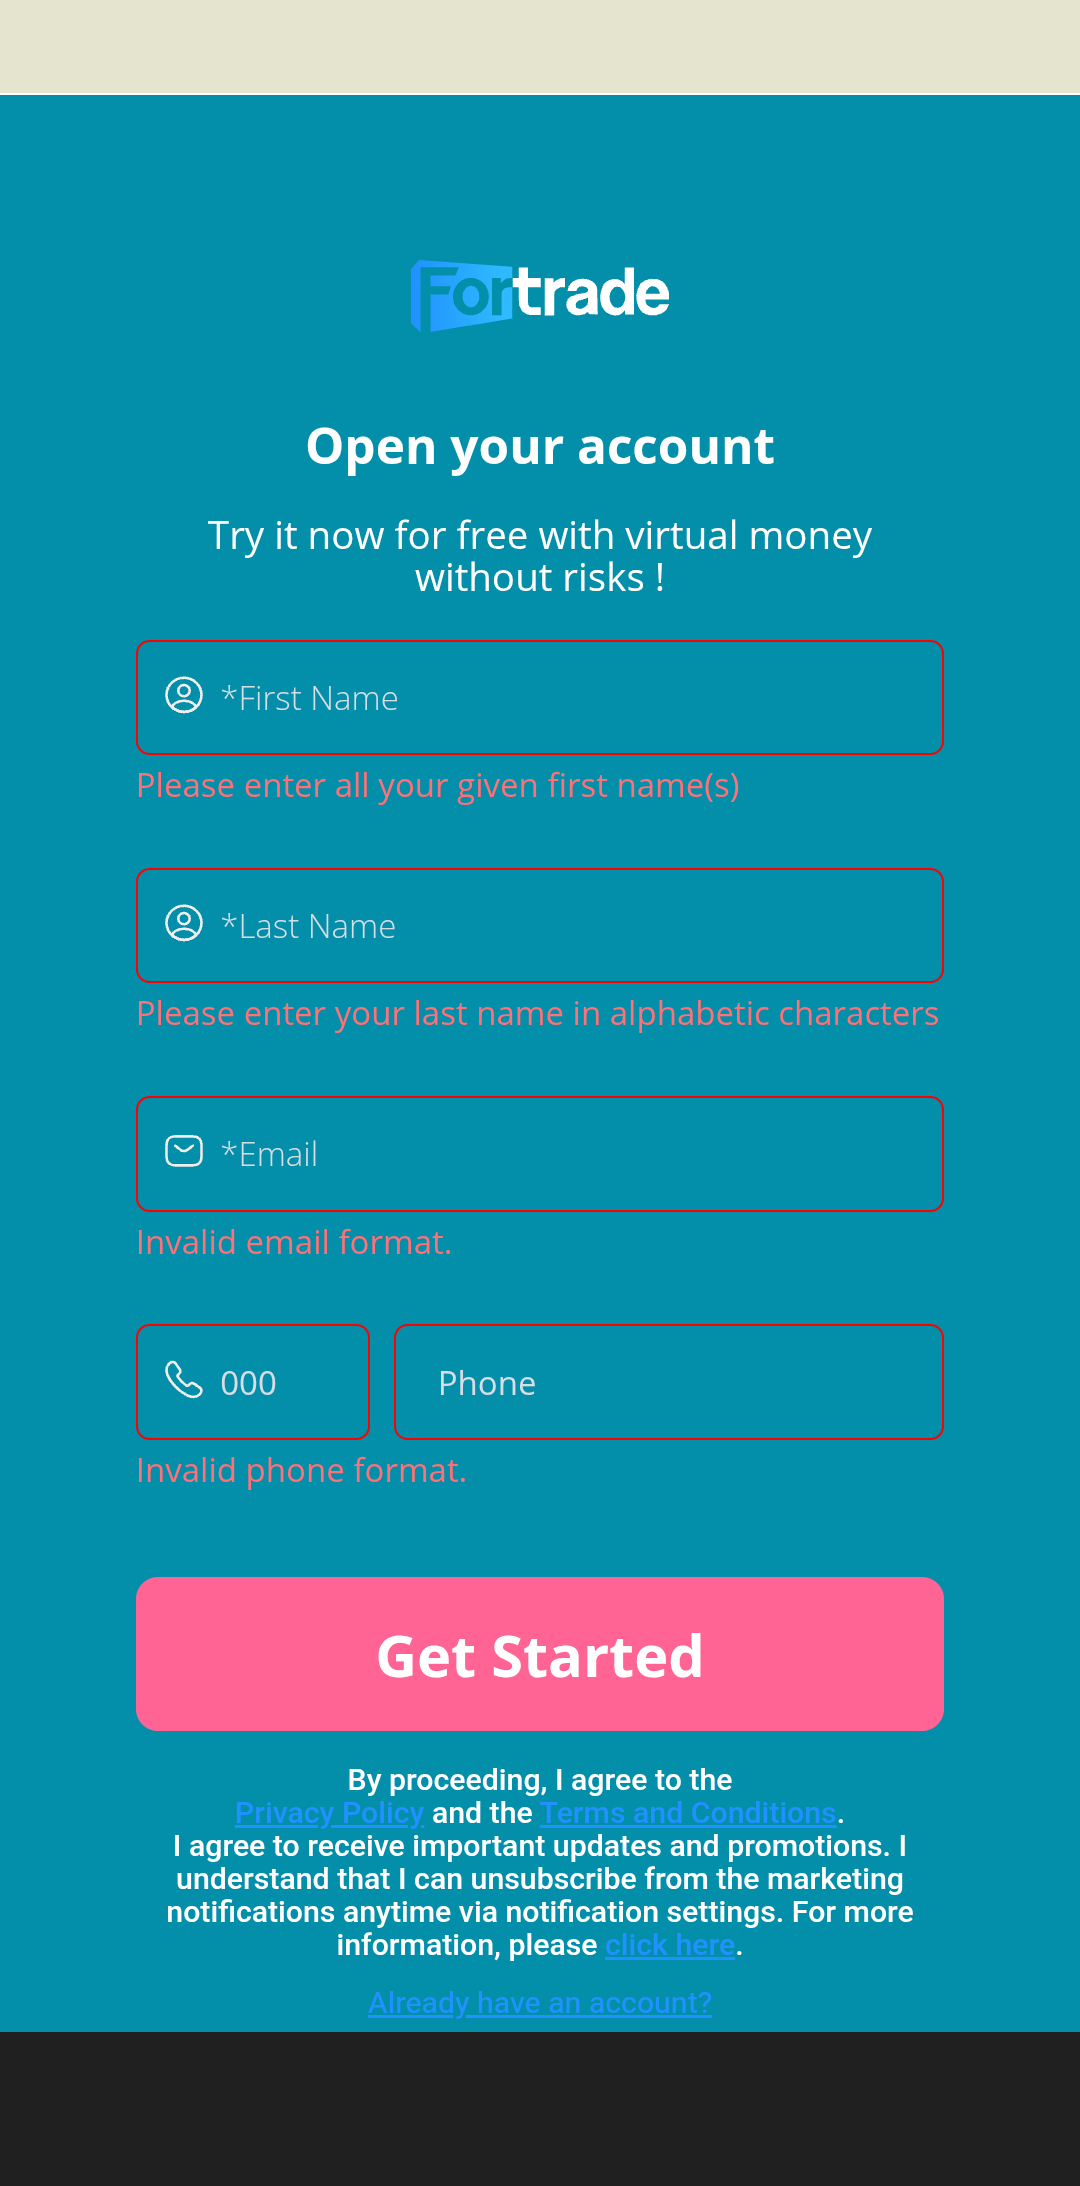 Fortrade
Open your account
Try it now for free with virtual money
without risks !
*First Name
Please enter all your given first name(s)
*Last Name
Please enter your last name in alphabetic characters
*Email
Invalid email format.
000 Phone
Invalid phone format.
Get Started
By proceeding, I agree to the
Privacy Policy and the Terms and Conditions.
I agree to receive important updates and promotions. I
understand that I can unsubscribe from the marketing
notifications anytime via notification settings. For more
information, please click here.
Already have an account?